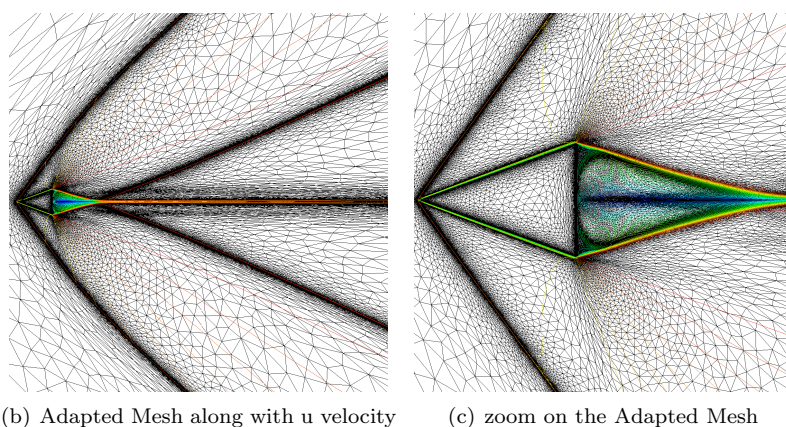 (b) Adapted Mesh along with u velocity
(c) zoom on the Adapted Mesh